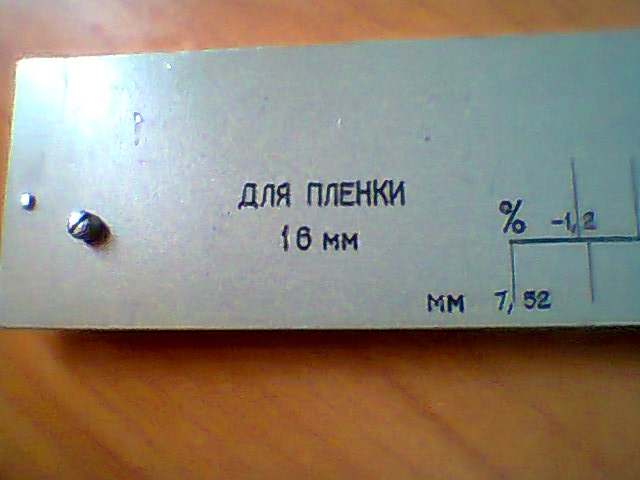 ДЛЯ ПЛЕНКИ
16 мм
% -1,2
мм 7,52